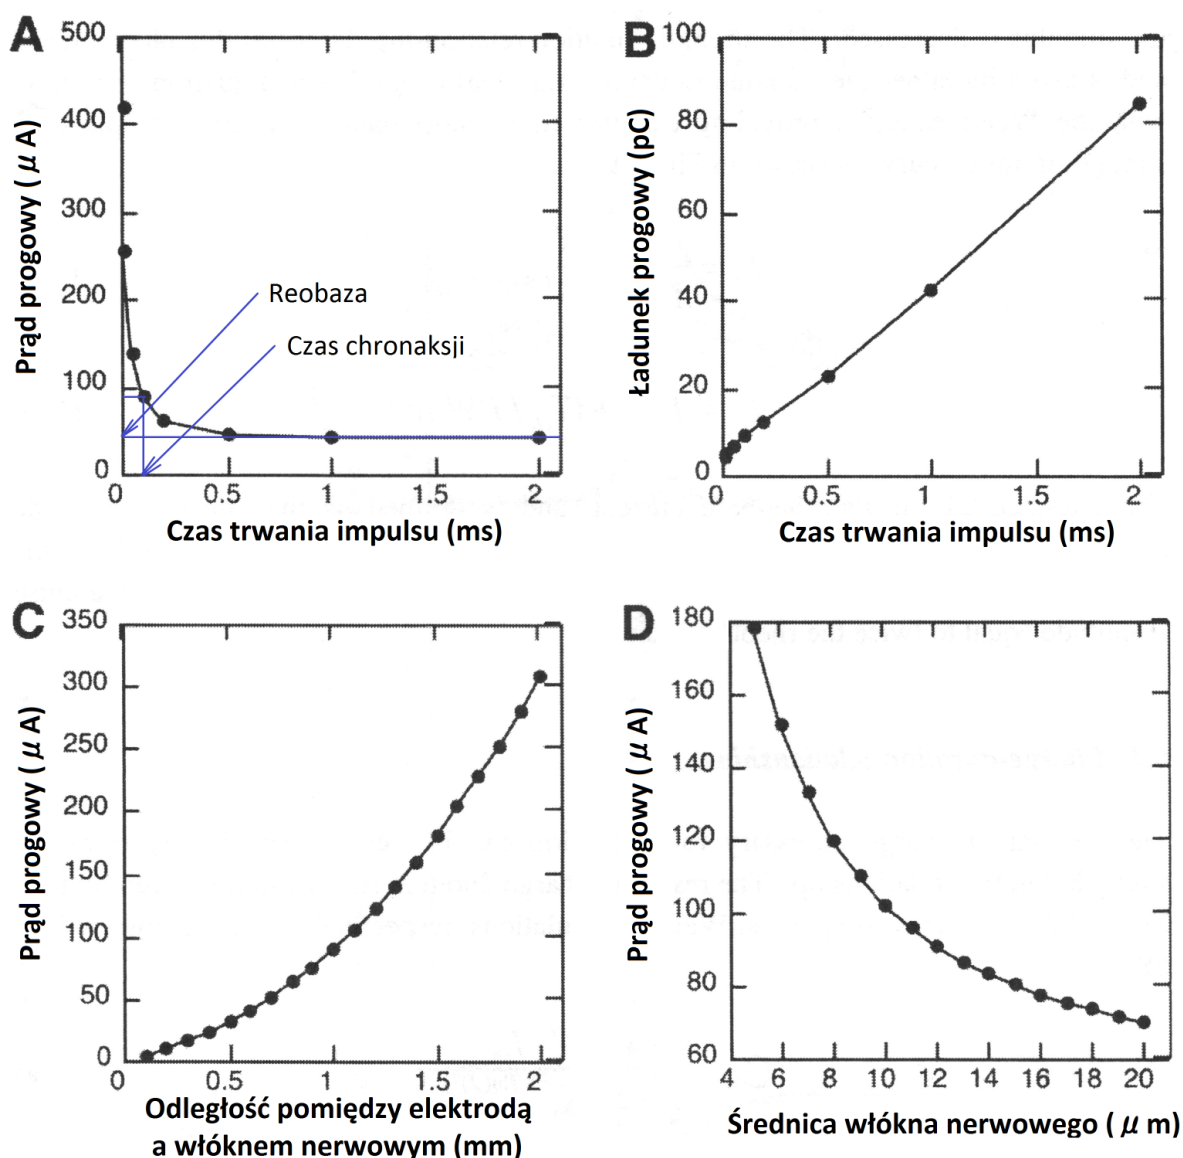 A
500
400
300
200
100
0
Prąd progowy ( μ A)
Reobaza
Czas chronaksji
0 0.5 1 1.5 2
Czas trwania impulsu (ms)
B
100
80
60
40
20
0
Ładunek progowy (pC)
0 0.5 1 1.5 2
Czas trwania impulsu (ms)
C
350
300
250
200
150
100
50
0
Prąd progowy ( μ A)
0 0.5 1 1.5 2
Odległość pomiędzy elektrodą
a włóknem nerwowym (mm)
D
180
160
140
120
100
80
60
Prąd progowy ( μ A)
4 6 8 10 12 14 16 18 20
Średnica włókna nerwowego ( μ m)